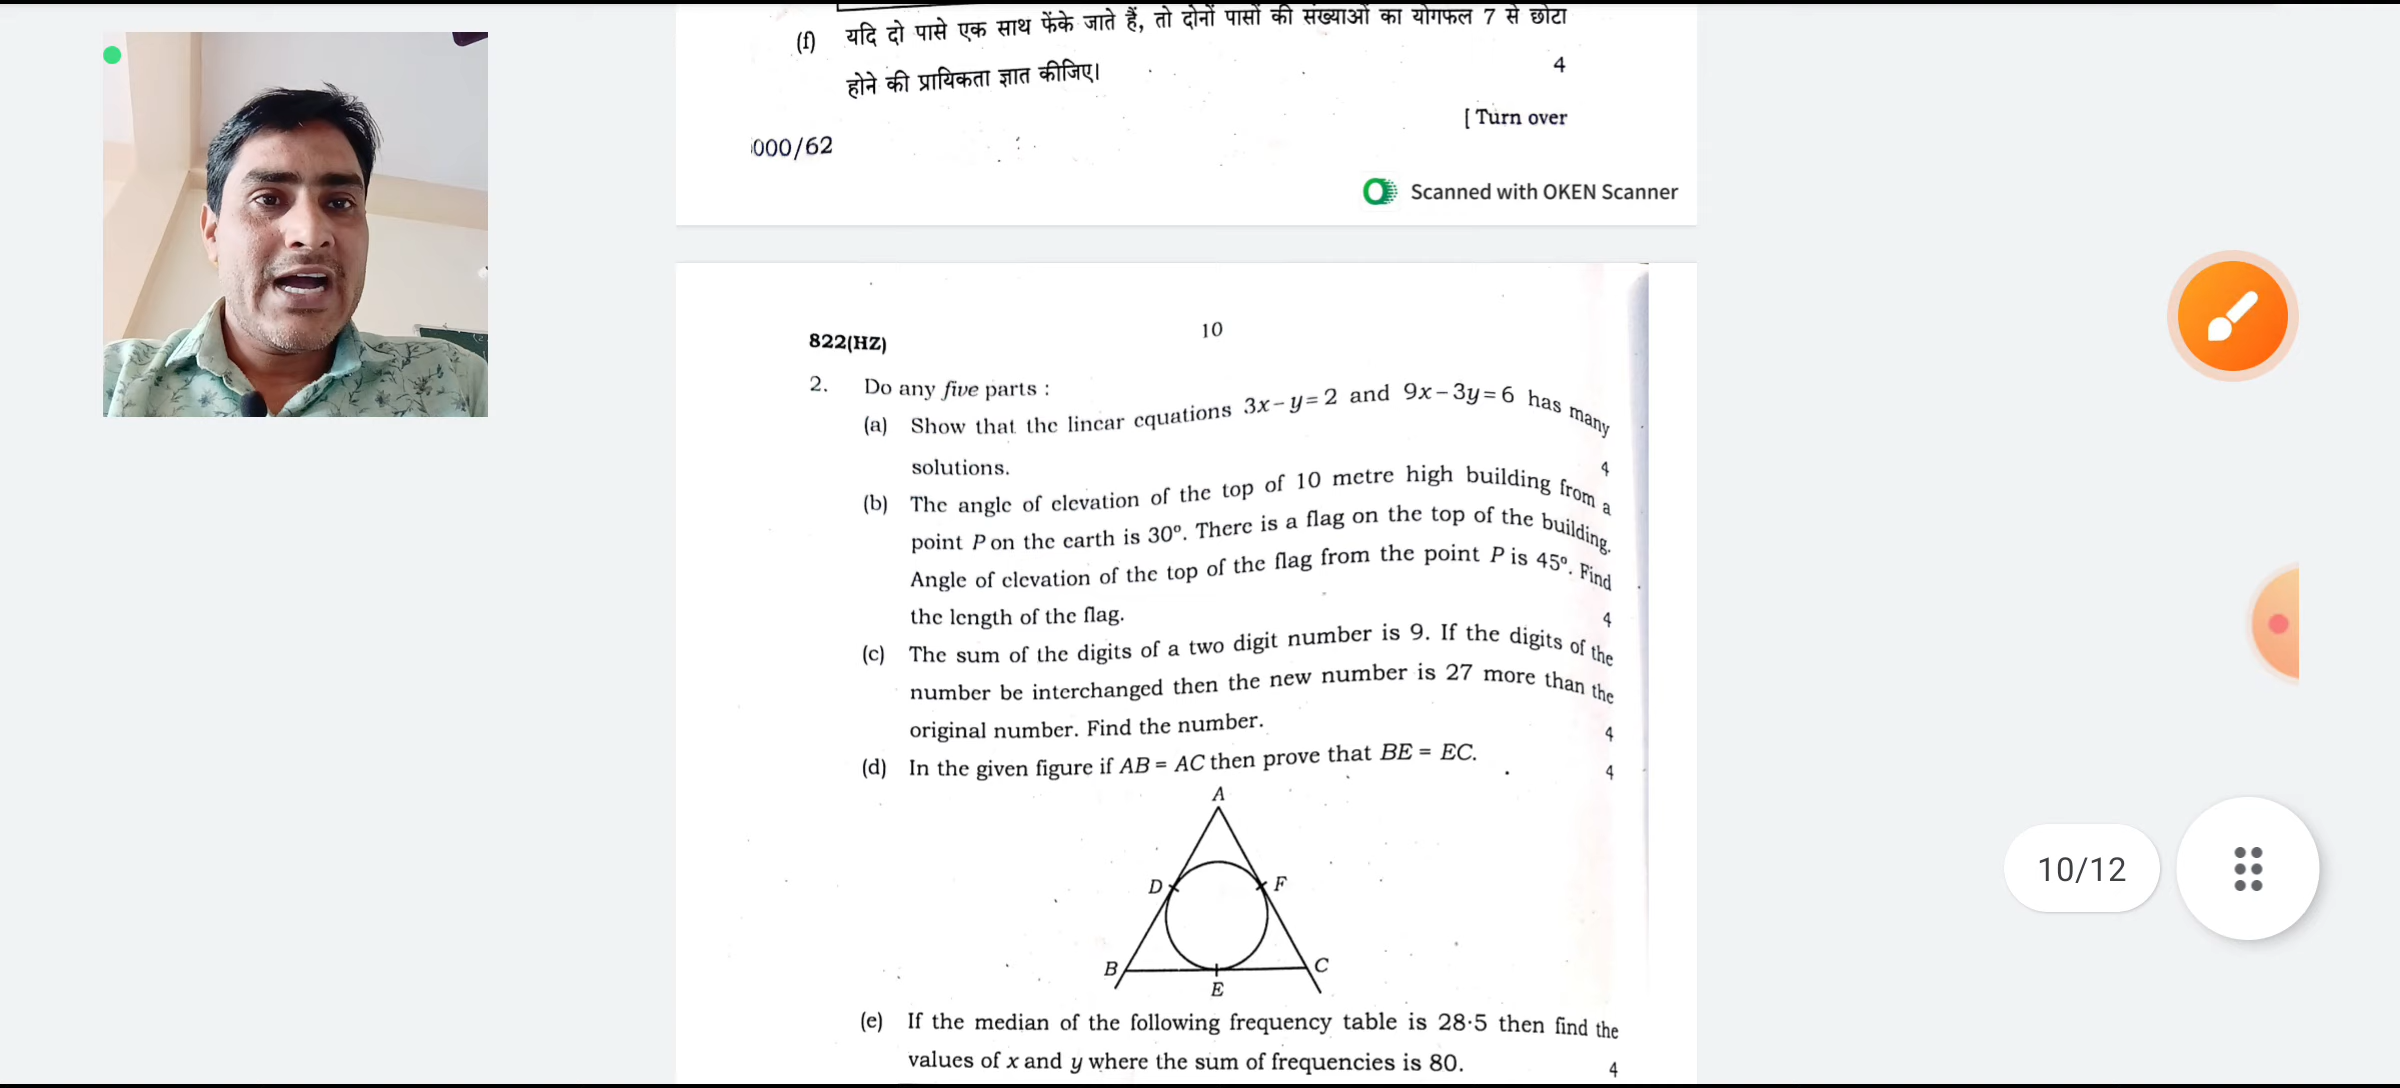 (f) यदि दो पासे एक साथ फेंके जाते हैं, तो दोनों पासों की संख्याओं का योगफल 7 से छोटा
होने की प्रायिकता ज्ञात कीजिए। 4
[ Turn over
000/62
Scanned with OKEN Scanner
822(HZ) 10
2. Do any five parts :
(a) Show that the linear equations 3x-y=2 and 9x-3y=6 has many
solutions. 4
(b) The angle of elevation of the top of 10 metre high building from a
point P on the earth is 30°. There is a flag on the top of the building.
Angle of elevation of the top of the flag from the point P is 45°. Find
the length of the flag. 4
(c) The sum of the digits of a two digit number is 9. If the digits of the
number be interchanged then the new number is 27 more than the
original number. Find the number. 4
(d) In the given figure if AB = AC then prove that BE = EC. 4
A
D F
B C
E
(e) If the median of the following frequency table is 28·5 then find the
values of x and y where the sum of frequencies is 80. 4
10/12